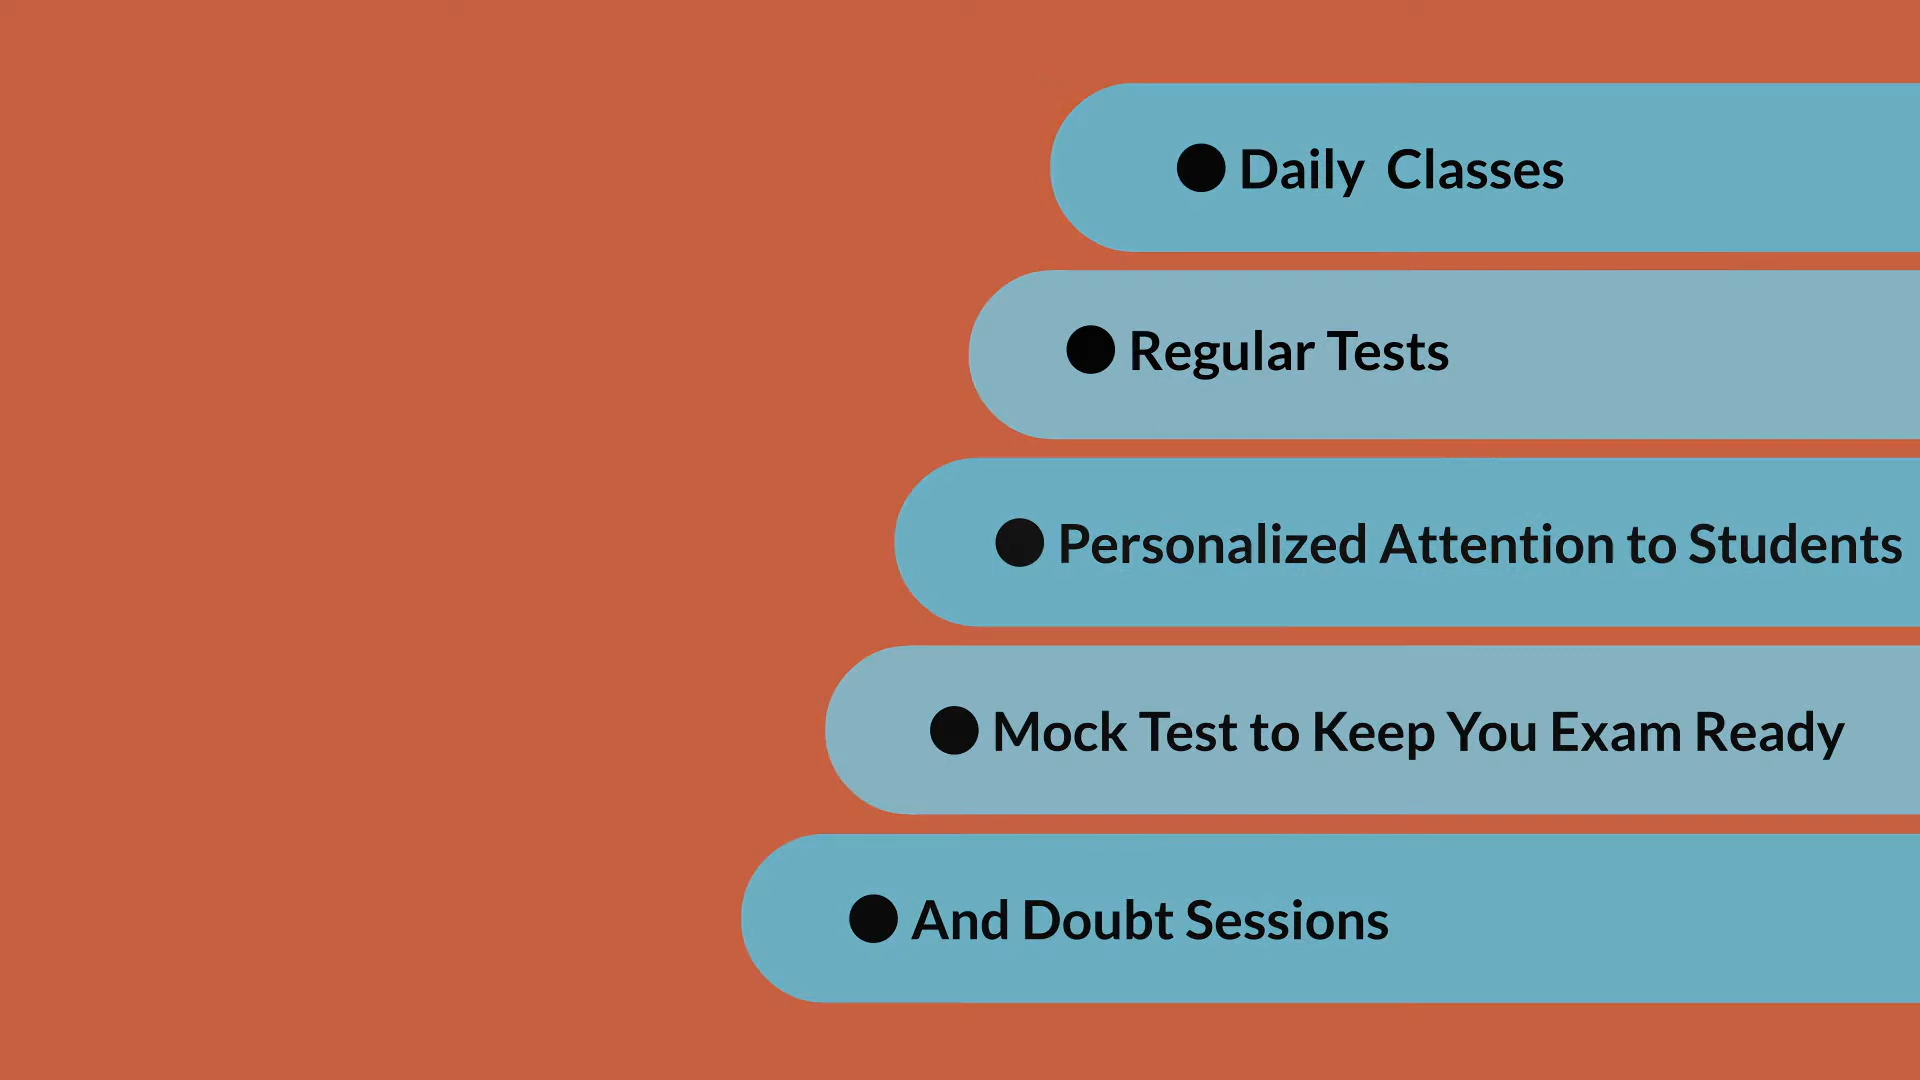 ● Daily Classes
● Regular Tests
● Personalized Attention to Students
● Mock Test to Keep You Exam Ready
● And Doubt Sessions